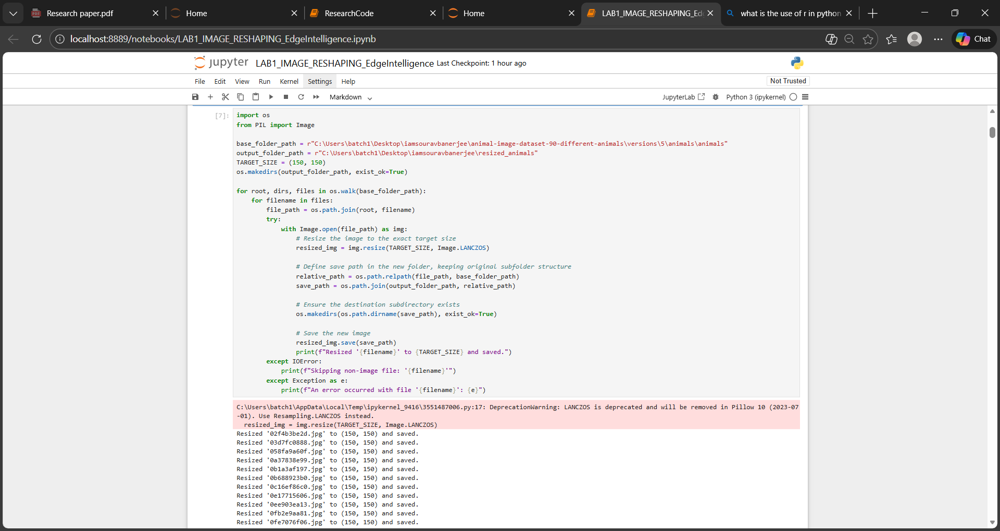 Research paper.pdf
Home
ResearchCode
Home
LAB1_IMAGE_RESHAPING_Ed
what is the use of r in python
localhost:8889/notebooks/LAB1_IMAGE_RESHAPING_EdgeIntelligence.ipynb
Chat
jupyter LAB1_IMAGE_RESHAPING_EdgeIntelligence Last Checkpoint: 1 hour ago
File Edit View Run Kernel Settings Help
Not Trusted
Markdown
JupyterLab
Python 3 (ipykernel)
[7]:
import os
from PIL import Image

base_folder_path = r"C:\Users\batch1\Desktop\iamsouravbanerjee\animal-image-dataset-90-different-animals\versions\5\animals\animals"
output_folder_path = r"C:\Users\batch1\Desktop\iamsouravbanerjee\resized_animals"
TARGET_SIZE = (150, 150)
os.makedirs(output_folder_path, exist_ok=True)

for root, dirs, files in os.walk(base_folder_path):
    for filename in files:
        file_path = os.path.join(root, filename)
        try:
            with Image.open(file_path) as img:
                # Resize the image to the exact target size
                resized_img = img.resize(TARGET_SIZE, Image.LANCZOS)

                # Define save path in the new folder, keeping original subfolder structure
                relative_path = os.path.relpath(file_path, base_folder_path)
                save_path = os.path.join(output_folder_path, relative_path)

                # Ensure the destination subdirectory exists
                os.makedirs(os.path.dirname(save_path), exist_ok=True)

                # Save the new image
                resized_img.save(save_path)
                print(f"Resized '{filename}' to {TARGET_SIZE} and saved.")
        except IOError:
            print(f"Skipping non-image file: '{filename}'")
        except Exception as e:
            print(f"An error occurred with file '{filename}': {e}")
C:\Users\batch1\AppData\Local\Temp\ipykernel_9416\3551487006.py:17: DeprecationWarning: LANCZOS is deprecated and will be removed in Pillow 10 (2023-07
-01). Use Resampling.LANCZOS instead.
  resized_img = img.resize(TARGET_SIZE, Image.LANCZOS)
Resized '02f4b3be2d.jpg' to (150, 150) and saved.
Resized '03d7fc0888.jpg' to (150, 150) and saved.
Resized '058fa9a60f.jpg' to (150, 150) and saved.
Resized '0a37838e99.jpg' to (150, 150) and saved.
Resized '0b1a3af197.jpg' to (150, 150) and saved.
Resized '0b688923b0.jpg' to (150, 150) and saved.
Resized '0c16ef86c0.jpg' to (150, 150) and saved.
Resized '0e17715606.jpg' to (150, 150) and saved.
Resized '0ee903ea13.jpg' to (150, 150) and saved.
Resized '0fb2e9aa81.jpg' to (150, 150) and saved.
Resized '0fe7076f06.jpg' to (150, 150) and saved.